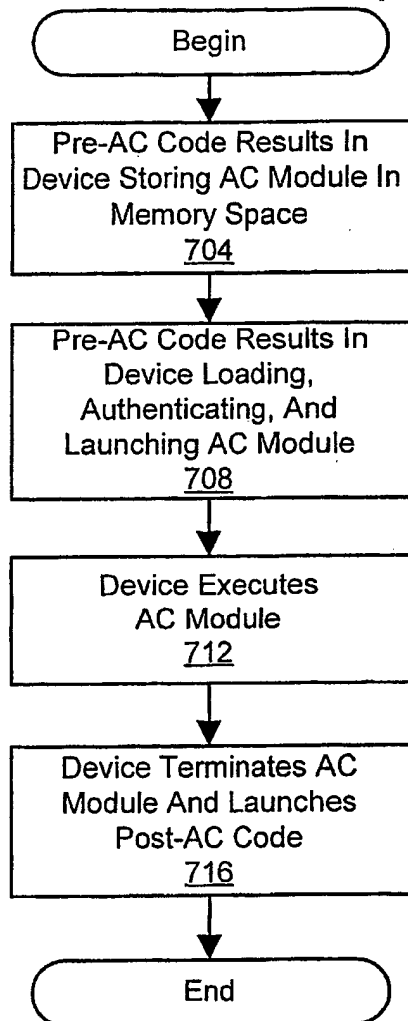 Begin
Pre-AC Code Results In
Device Storing AC Module In
Memory Space
704
Pre-AC Code Results In
Device Loading,
Authenticating, And
Launching AC Module
708
Device Executes
AC Module
712
Device Terminates AC
Module And Launches
Post-AC Code
716
End